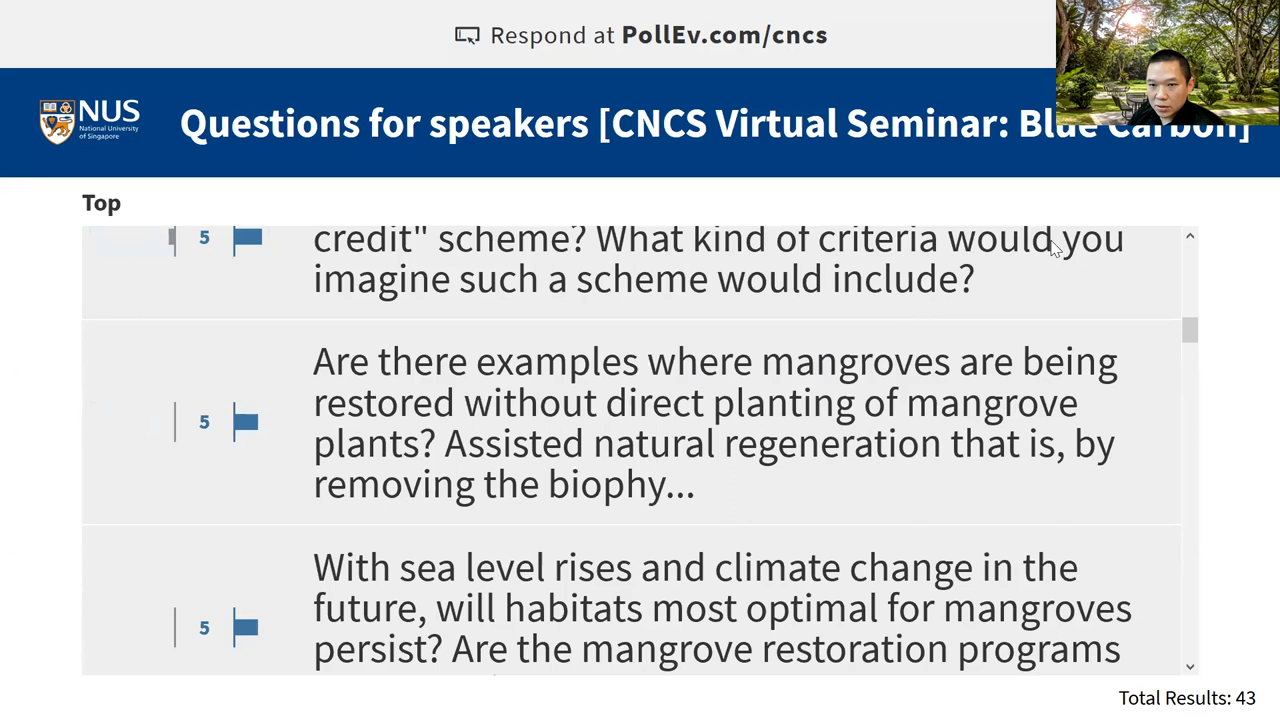 Respond at PollEv.com/cncs
NUS
National University
of Singapore
Questions for speakers [CNCS Virtual Seminar: Blue Carbon]
Top
5
credit" scheme? What kind of criteria would you
imagine such a scheme would include?
5
Are there examples where mangroves are being
restored without direct planting of mangrove
plants? Assisted natural regeneration that is, by
removing the biophy...
5
With sea level rises and climate change in the
future, will habitats most optimal for mangroves
persist? Are the mangrove restoration programs
Total Results: 43